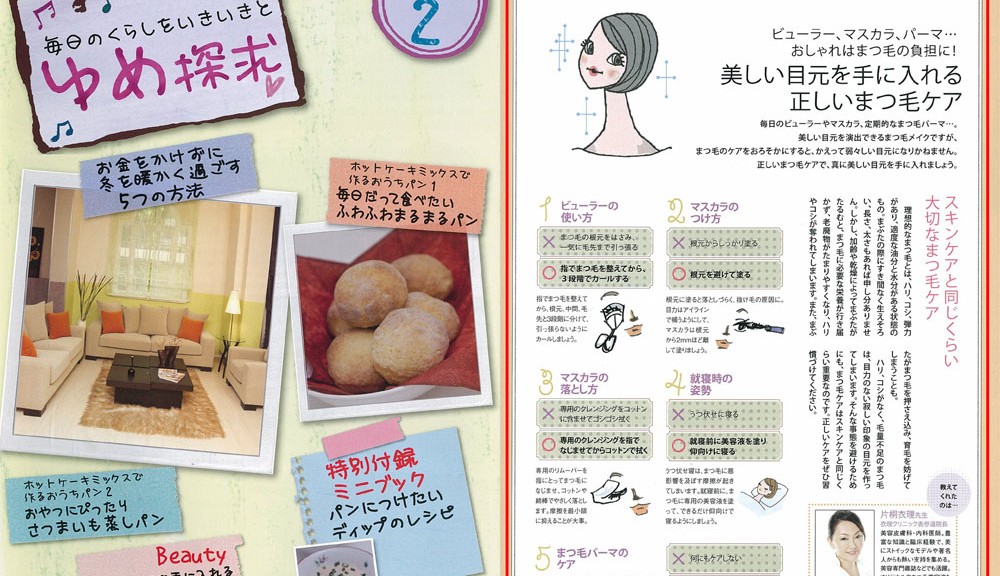 毎日のくらしをいきいきと
ゆめ探求
2
お金をかけずに
冬を暖かく過ごす
5つの方法
ホットケーキミックスで
作るおうちパン1
毎日だって食べたい
ふわふわまるまるパン
ホットケーキミックスで
作るおうちパン2
おやつにぴったり
さつまいも蒸しパン
特別付録
ミニブック
パンにつけたい
ディップのレシピ
Beauty
ビューラー、マスカラ、パーマ…
おしゃれはまつ毛の負担に!
美しい目元を手に入れる
正しいまつ毛ケア
毎日のビューラーやマスカラ、定期的なまつ毛パーマ…。
美しい目元を演出できるまつ毛メイクですが、
まつ毛のケアをおろそかにすると、かえって弱々しい目元になりかねません。
正しいまつ毛ケアで、真に美しい目元を手に入れましょう。
スキンケアと同じくらい
大切なまつ毛ケア
理想的なまつ毛とは、ハリ、コシ、弾力
があり、適度な油分と水分がある状態の
もの。まぶたの際にすき間なく生えそろ
い、長さ、太さもあれば申し分ありませ
ん。しかし、加齢や乾燥によってまぶたが
たるむと、まつ毛に必要な栄養が行き届
かず、老廃物がたまりやすくなり、ハリ
やコシが奪われてしまいます。また、まぶ
たがまつ毛を押さえ込み、育毛を妨げて
しまうことも。
ハリ、コシがなく、毛量不足のまつ毛
は、目力のない寂しい印象の目元を作っ
てしまいます。そんな事態を避けるため
にも、まつ毛ケアはスキンケアと同じく
らい重要なのです。正しいケアをぜひ習
慣づけてください。
1 ビューラーの
使い方
まつ毛の根元をはさみ、
一気に毛先まで引っ張る
指でまつ毛を整えてから、
3段階でカールする
指でまつ毛を整えて
から、根元、中間、毛
先と3段階に分けて、
引っ張らないように
カールしましょう。
2 マスカラの
つけ方
根元からしっかり塗る
根元を避けて塗る
根元に塗ると落としづらく、抜け毛の原因に。
目力はアイライン
で補うようにして、
マスカラは根元
から2mmほど離
して塗りましょう。
3 マスカラの
落とし方
専用のクレンジングをコットン
に含ませてゴシゴシ拭く
専用のクレンジングを指で
なじませてからコットンで拭く
専用のリムーバーを
指にとってまつ毛に
なじませ、コットンや
綿棒でやさしく落とし
ます。摩擦を最小限
に抑えることが大事。
4 就寝時の
姿勢
うつ伏せに寝る
就寝前に美容液を塗り
仰向けに寝る
うつ伏せ寝は、まつ毛に悪
影響を及ぼす摩擦が起き
てしまいます。就寝前に、ま
つ毛に専用の美容液を塗
って、できるだけ仰向けで
寝るようにしましょう。
5 まつ毛パーマの
ケア
何にもケアしない
教えて
くれた
のは…
片桐衣理先生
衣理クリニック表参道院長
美容皮膚科・内科医師。豊
富な知識と臨床経験で、美
にストイックなモデルや著名
人からも熱い支持を集める。
美容専門雑誌などでも活躍。